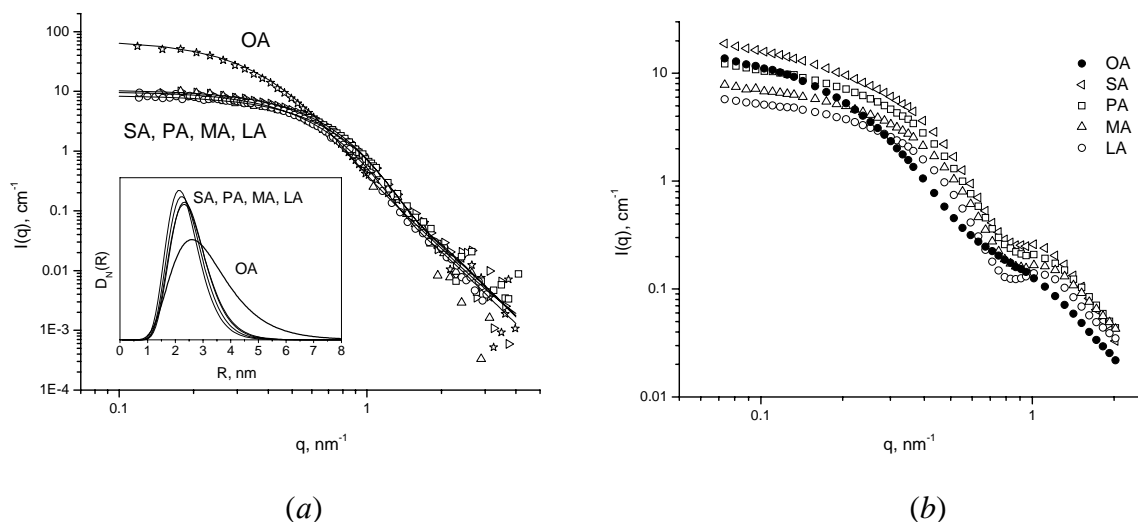 100
10
1
0.1
0.01
1E-3
1E-4
I(q), cm-1
OA
SA, PA, MA, LA
SA, PA, MA, LA
OA
D_N(R)
0 1 2 3 4 5 6 7 8
R, nm
0.1 1
q, nm-1
(a)
10
1
0.1
0.01
I(q), cm-1
OA
SA
PA
MA
LA
0.1 1
q, nm-1
(b)